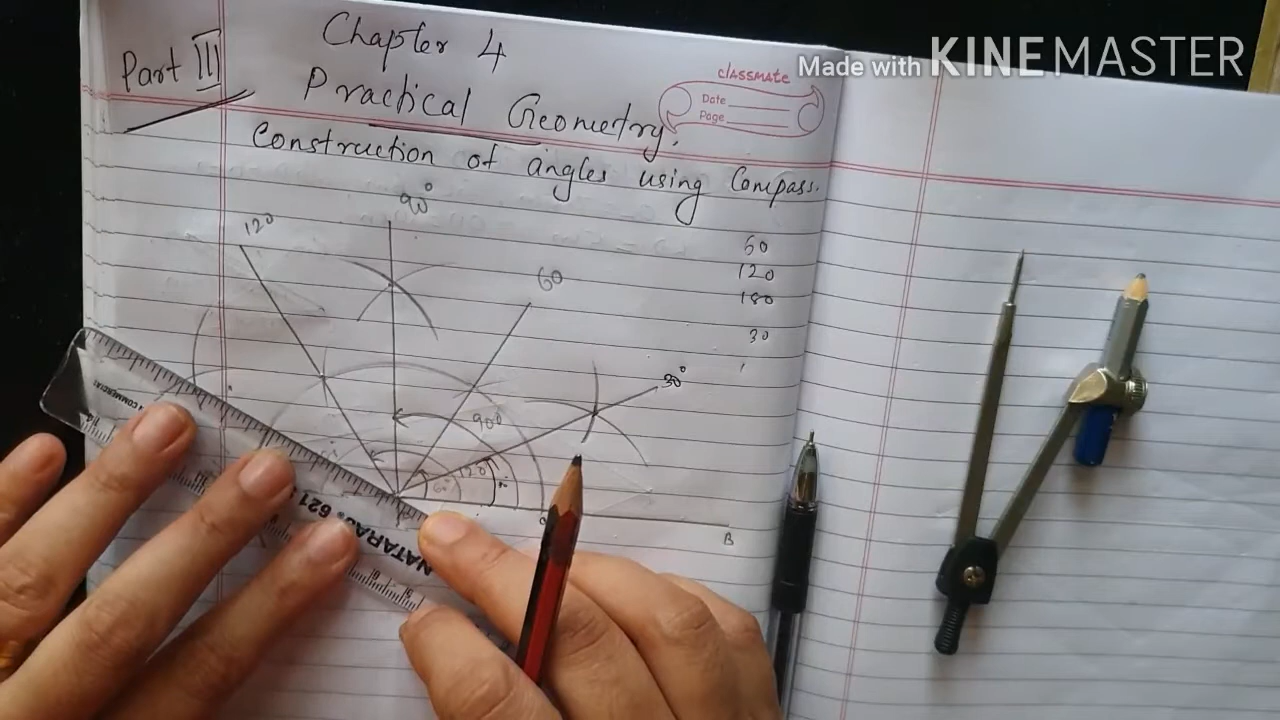 Made with KINEMASTER
Chapter 4
Part III
Practical Geometry.
classmate
Date
Page
Construction of angles using Compass.
60
120
180
30
120
90°
60
30°
90°
120
60
B
COMMERCIAL
NATARAJ 621